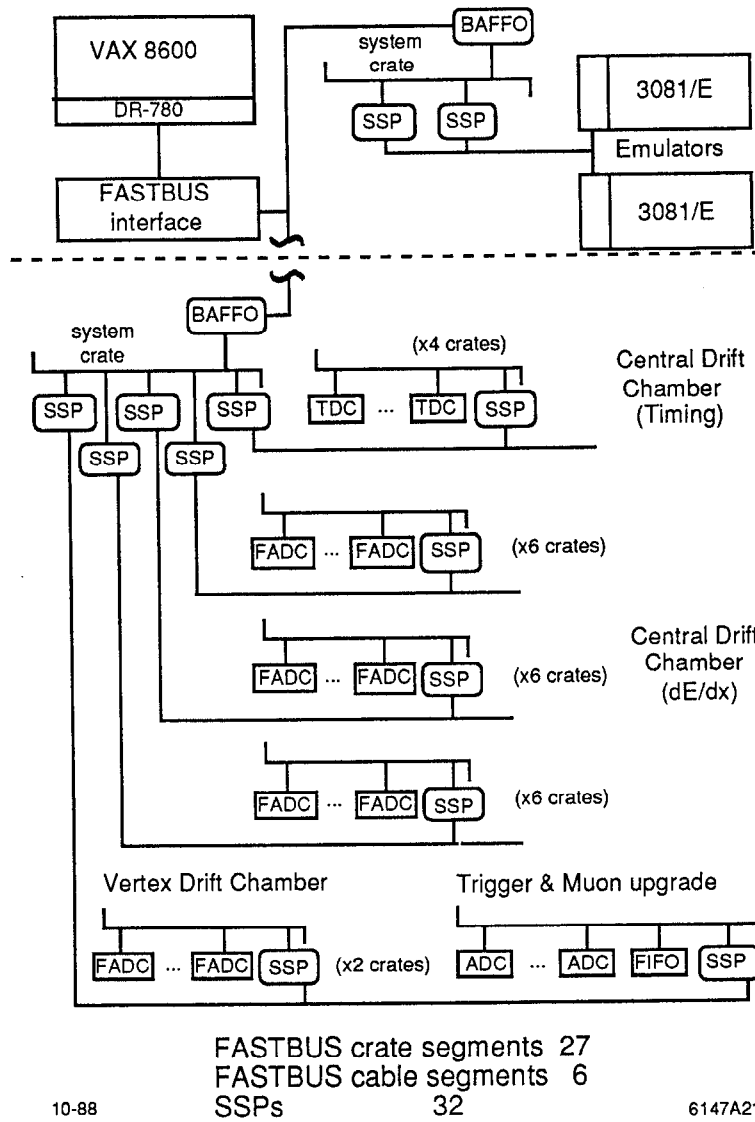 VAX 8600
DR-780
FASTBUS
interface
BAFFO
system
crate
SSP SSP
3081/E
Emulators
3081/E
BAFFO
system
crate
SSP SSP SSP
SSP SSP
(x4 crates)
TDC ... TDC SSP
Central Drift
Chamber
(Timing)
FADC ... FADC SSP (x6 crates)
FADC ... FADC SSP (x6 crates)
Central Drift
Chamber
(dE/dx)
FADC ... FADC SSP (x6 crates)
Vertex Drift Chamber
FADC ... FADC SSP (x2 crates)
Trigger & Muon upgrade
ADC ... ADC FIFO SSP
FASTBUS crate segments 27
FASTBUS cable segments 6
SSPs 32
10-88
6147A21